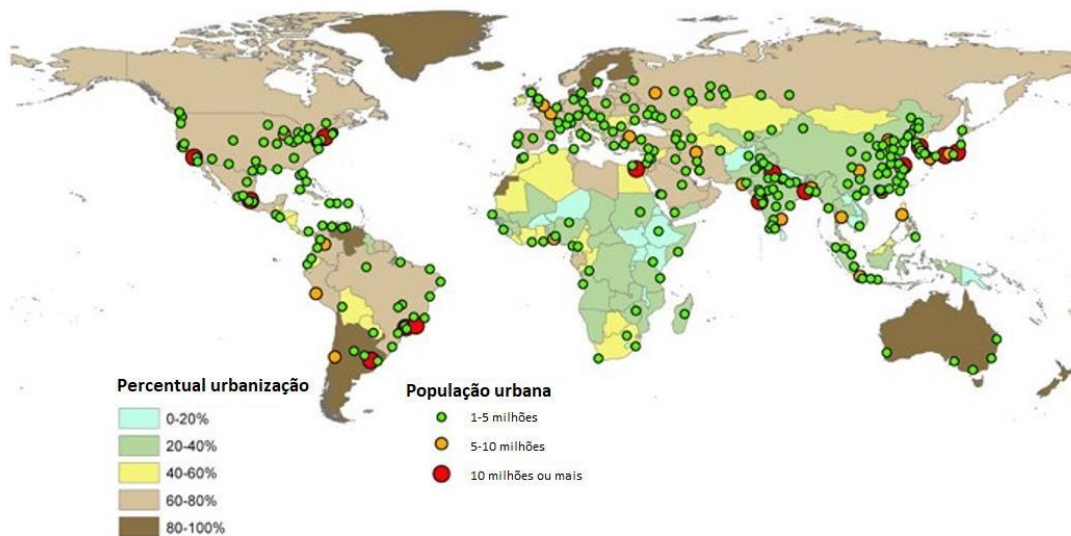 Percentual urbanização
0-20%
20-40%
40-60%
60-80%
80-100%
População urbana
1-5 milhões
5-10 milhões
10 milhões ou mais